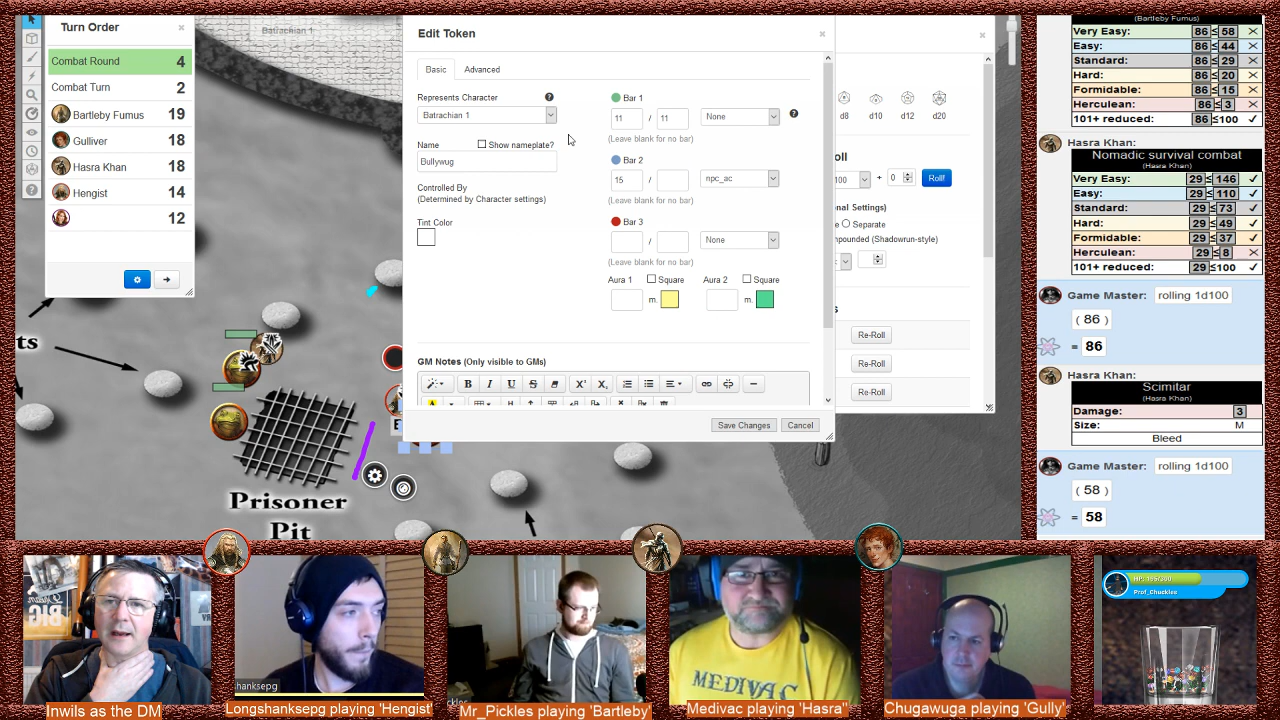 Turn Order
Combat Round 4
Combat Turn 2
Bartleby Fumus 19
Gulliver 18
Hasra Khan 18
Hengist 14
12
ts
Prisoner
Pit
Batrachian 1
Edit Token
Basic
Advanced
Represents Character
Batrachian 1
Name
Show nameplate?
Bullywug
Controlled By
(Determined by Character settings)
Tint Color
Bar 1
11 / 11 None
(Leave blank for no bar)
Bar 2
15 / npc_ac
(Leave blank for no bar)
Bar 3
/ None
(Leave blank for no bar)
Aura 1 Square Aura 2 Square
m. m.
GM Notes (Only visible to GMs)
B I U S
Save Changes
Cancel
d8 d10 d12 d20
oll
100 + 0 Roll!
nal Settings)
e Separate
npounded (Shadowrun-style)
s
Re-Roll
Re-Roll
Re-Roll
(Bartleby Fumus)
Very Easy: 86 ≤ 58
Easy: 86 ≤ 44
Standard: 86 ≤ 29
Hard: 86 ≤ 20
Formidable: 86 ≤ 15
Herculean: 86 ≤ 3
101+ reduced: 86 ≤100
Hasra Khan:
Nomadic survival combat
(Hasra Khan)
Very Easy: 29 ≤ 146
Easy: 29 ≤ 110
Standard: 29 ≤ 73
Hard: 29 ≤ 49
Formidable: 29 ≤ 37
Herculean: 29 ≤ 8
101+ reduced: 29 ≤100
Game Master: rolling 1d100
( 86 )
= 86
Hasra Khan:
Scimitar
(Hasra Khan)
Damage: 3
Size: M
Bleed
Game Master: rolling 1d100
( 58 )
= 58
hanksepg
MEDIVAC
Prof_Chuckles
Inwils as the DM
Longshanksepg playing 'Hengist'
Mr_Pickles playing 'Bartleby'
Medivac playing 'Hasra"
Chugawuga playing 'Gully'